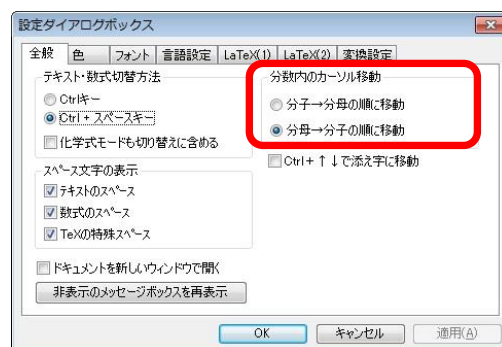 設定ダイアログボックス
全般 色 フォント 言語設定 LaTeX(1) LaTeX(2) 変換設定
テキスト・数式切替方法
Ctrlキー
Ctrl + スペースキー
化学式モードも切り替えに含める
スペース文字の表示
テキストのスペース
数式のスペース
TeXの特殊スペース
ドキュメントを新しいウィンドウで開く
非表示のメッセージボックスを再表示
分数内のカーソル移動
分子→分母の順に移動
分母→分子の順に移動
Ctrl+↑↓で添え字に移動
OK キャンセル 適用(A)